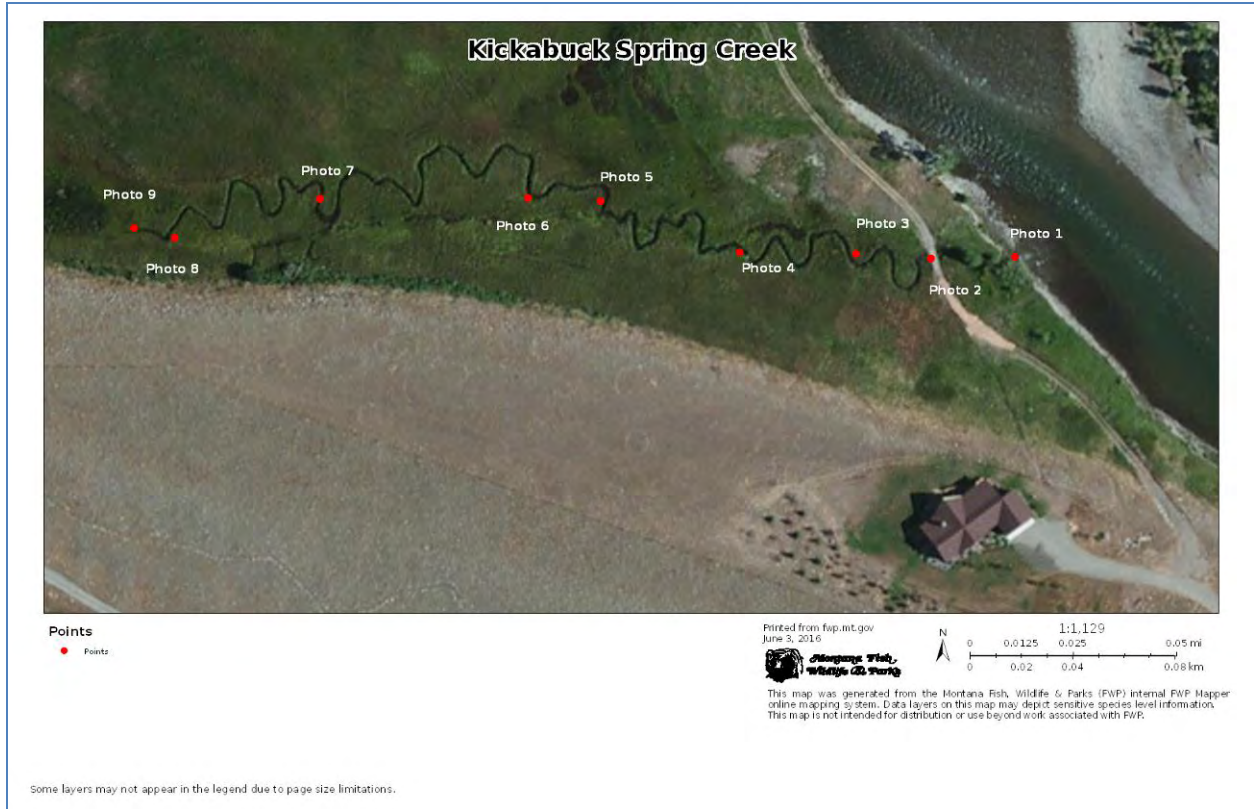 Kickabuck Spring Creek
Photo 7
Photo 5
Photo 9
Photo 6
Photo 3
Photo 1
Photo 8
Photo 4
Photo 2
Points
Points
Printed from fwp.mt.gov
June 3, 2016
Montana Fish,
Wildlife & Parks
N
1:1,129
0 0.0125 0.025 0.05 mi
0 0.02 0.04 0.08 km
This map was generated from the Montana Fish, Wildlife & Parks (FWP) internal FWP Mapper
online mapping system. Data layers on this map may depict sensitive species level information.
This map is not intended for distribution or use beyond work associated with FWP.
Some layers may not appear in the legend due to page size limitations.